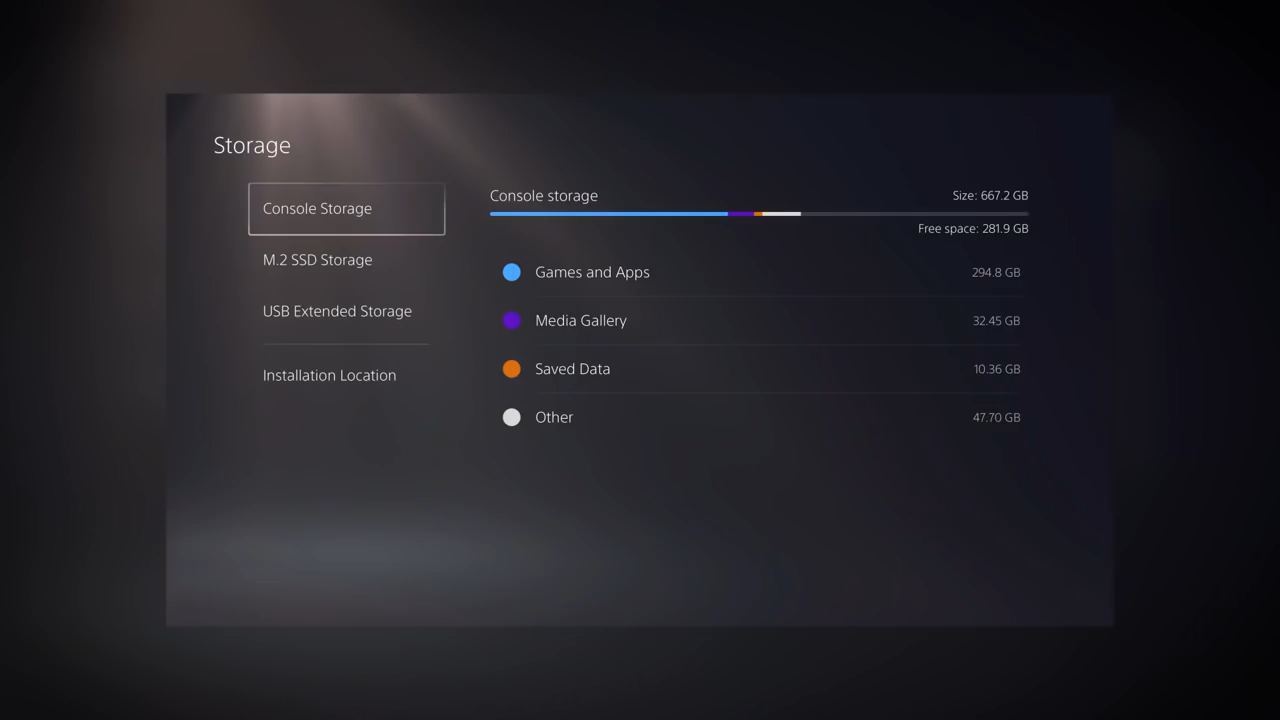 Storage
Console Storage
M.2 SSD Storage
USB Extended Storage
Installation Location
Console storage
Size: 667.2 GB
Free space: 281.9 GB
Games and Apps
294.8 GB
Media Gallery
32.45 GB
Saved Data
10.36 GB
Other
47.70 GB